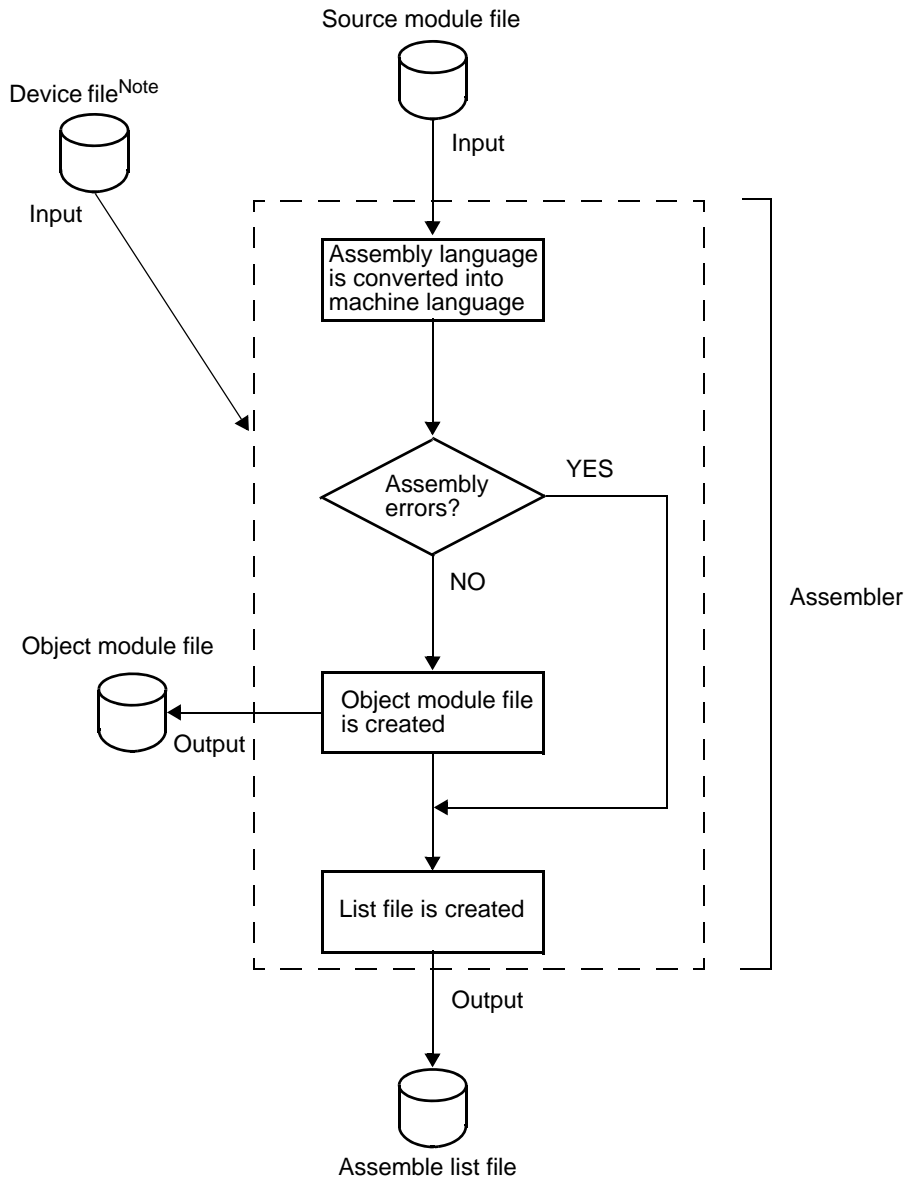 Source module file
Device fileNote
Input
Input
Assembly language
is converted into
machine language
Assembly
errors?
YES
NO
Assembler
Object module file
Object module file
is created
Output
List file is created
Output
Assemble list file